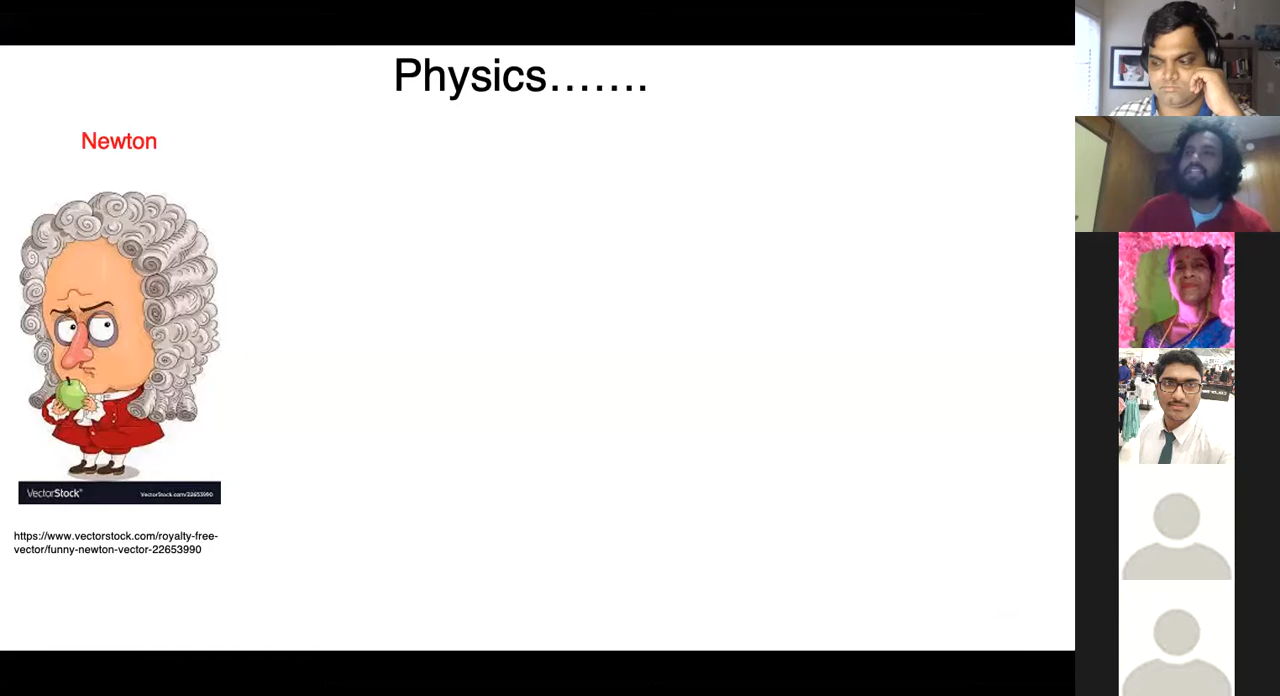 Physics.......
Newton
VectorStock®
VectorStock.com/22653990
https://www.vectorstock.com/royalty-free-
vector/funny-newton-vector-22653990